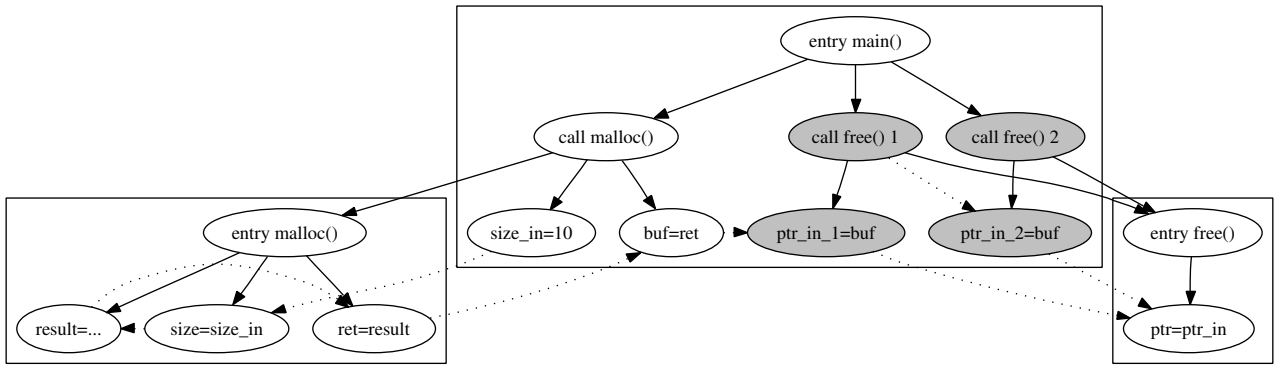 entry main()
call malloc()
call free() 1
call free() 2
entry malloc()
size_in=10
buf=ret
ptr_in_1=buf
ptr_in_2=buf
entry free()
result=...
size=size_in
ret=result
ptr=ptr_in